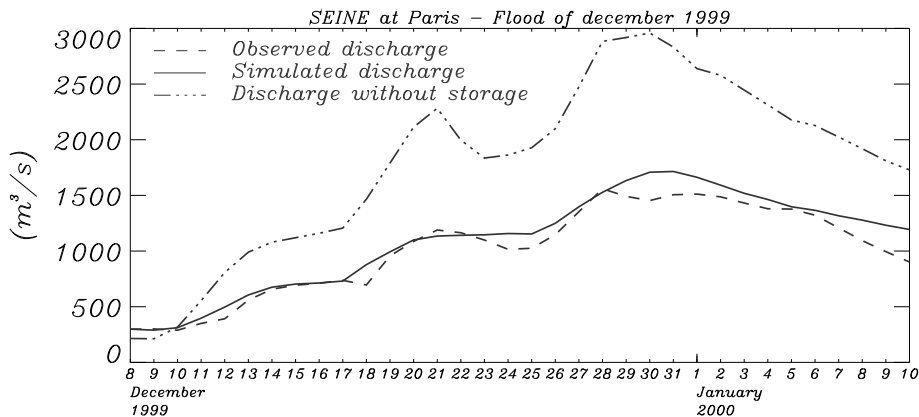 SEINE at Paris – Flood of december 1999
Observed discharge
Simulated discharge
Discharge without storage
(m³/s)
3000
2500
2000
1500
1000
500
0
8 9 10 11 12 13 14 15 16 17 18 19 20 21 22 23 24 25 26 27 28 29 30 31 1 2 3 4 5 6 7 8 9 10
December January
1999 2000